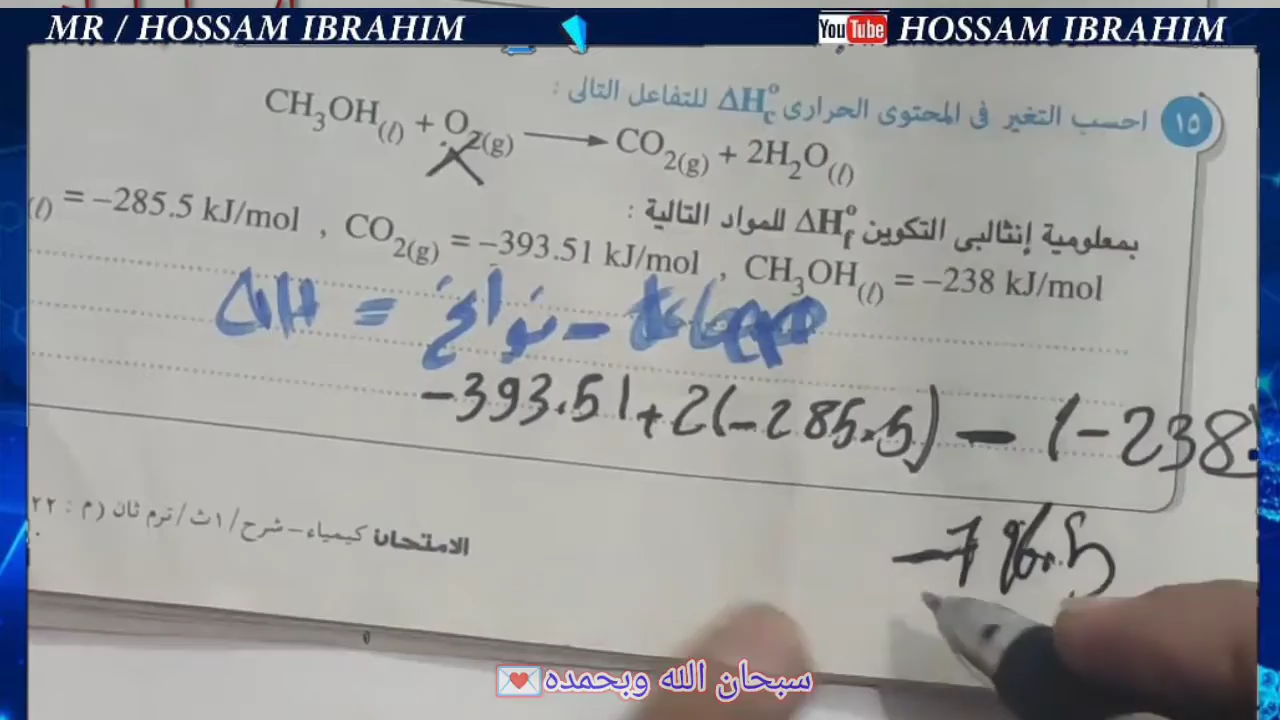 MR / HOSSAM IBRAHIM
YouTube HOSSAM IBRAHIM
١٥ احسب التغير فى المحتوى الحرارى ΔH°c للتفاعل التالى :
CH3OH(l) + O2(g) ⟶ CO2(g) + 2H2O(l)
بمعلومية إنثالبى التكوين ΔH°f للمواد التالية :
(l) = −285.5 kJ/mol , CO2(g) = −393.51 kJ/mol , CH3OH(l) = −238 kJ/mol
ΔH = نواتج −
−393.51 + 2(−285.5) − (−238)
الامتحان كيمياء – شرح / ١ث / ترم ثان (م : ٢٢
سبحان الله وبحمده